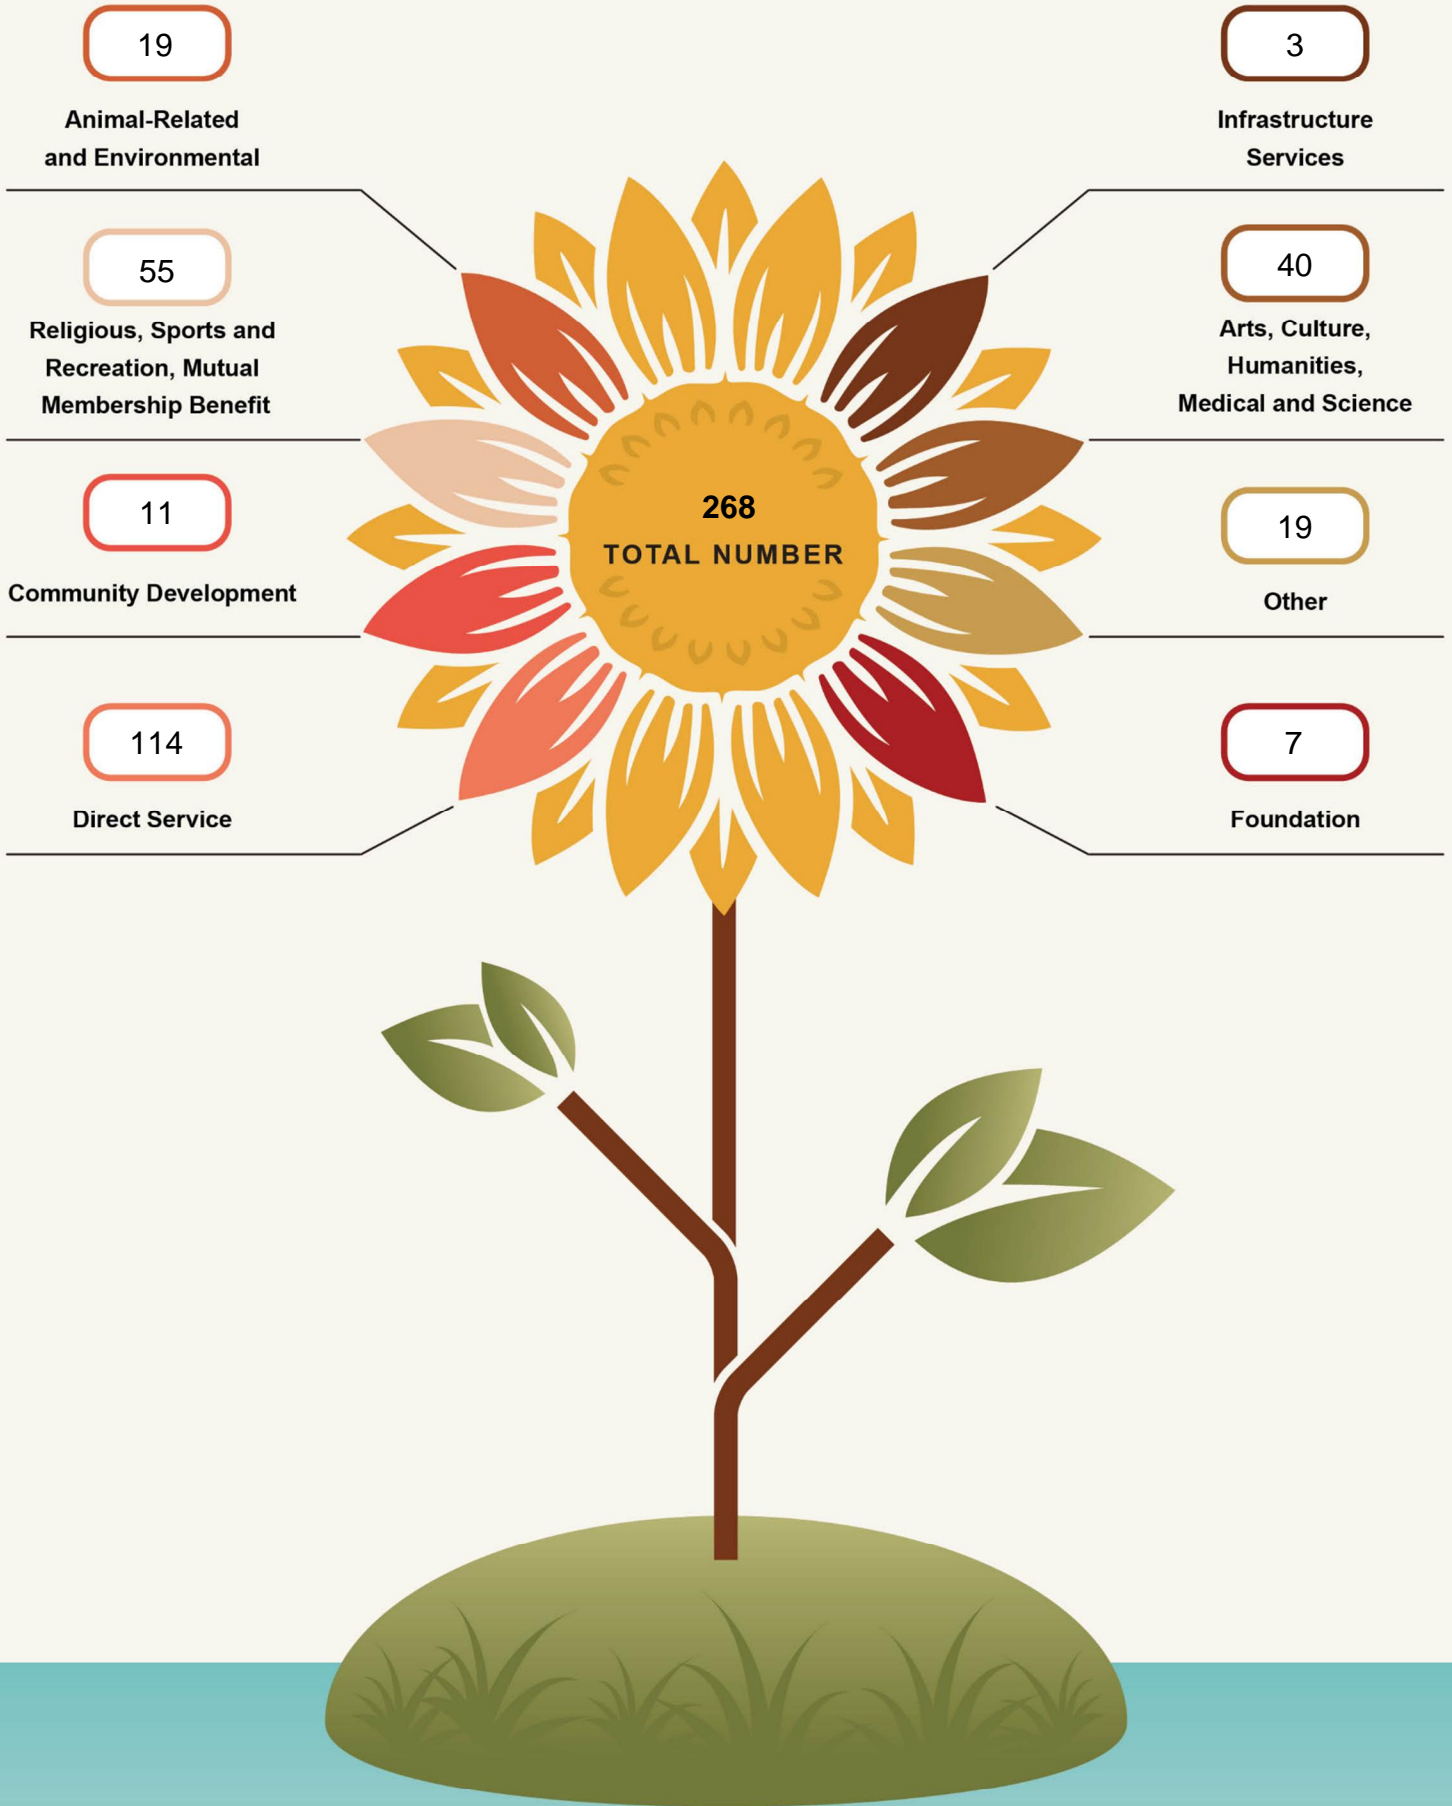 19
Animal-Related
and Environmental
55
Religious, Sports and
Recreation, Mutual
Membership Benefit
11
Community Development
114
Direct Service
268
TOTAL NUMBER
3
Infrastructure
Services
40
Arts, Culture,
Humanities,
Medical and Science
19
Other
7
Foundation